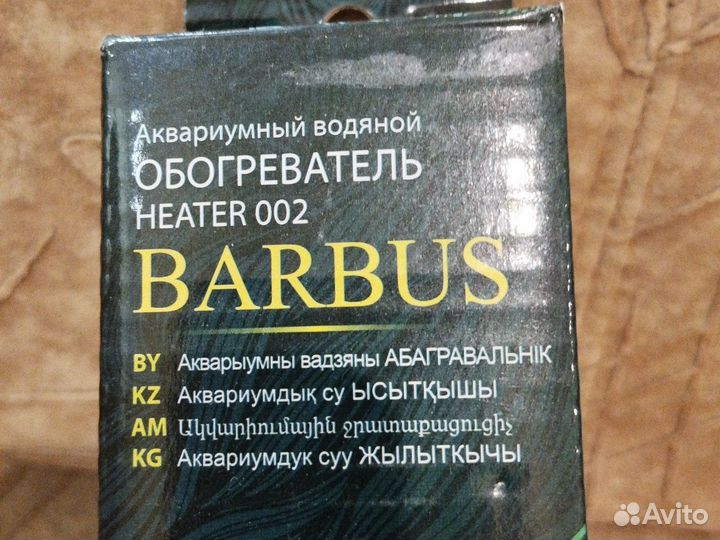 Аквариумный водяной
ОБОГРЕВАТЕЛЬ
HEATER 002
BARBUS
BY Акварыумны вадзяны АБАГРАВАЛЬНІК
KZ Аквариумдық су ЫСЫТҚЫШЫ
AM Ակվարիումային ջրատաքացուցիչ
KG Аквариумдук суу ЖЫЛЫТКЫЧЫ
Avito